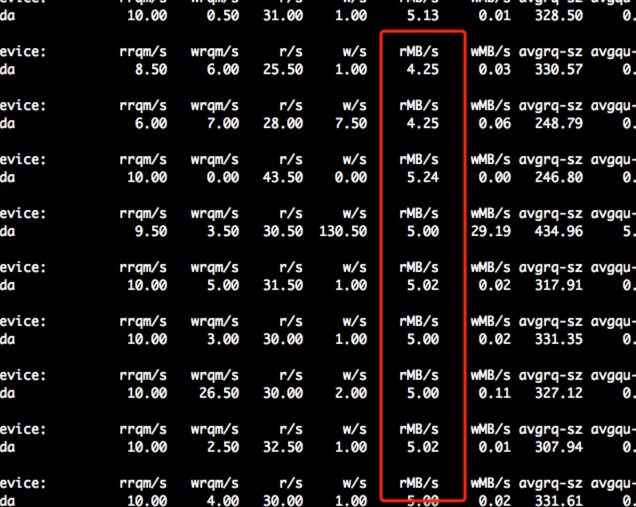 10.00 0.50 31.00 1.00 5.13 0.01 328.50 0.
evice: rrqm/s wrqm/s r/s w/s rMB/s wMB/s avgrq-sz avgqu-
da 8.50 6.00 25.50 1.00 4.25 0.03 330.57 0.
evice: rrqm/s wrqm/s r/s w/s rMB/s wMB/s avgrq-sz avgqu-
da 6.00 7.00 28.00 7.50 4.25 0.06 248.79 0.
evice: rrqm/s wrqm/s r/s w/s rMB/s wMB/s avgrq-sz avgqu-
da 10.00 0.00 43.50 0.00 5.24 0.00 246.80 0.
evice: rrqm/s wrqm/s r/s w/s rMB/s wMB/s avgrq-sz avgqu-
da 9.50 3.50 30.50 130.50 5.00 29.19 434.96 5.
evice: rrqm/s wrqm/s r/s w/s rMB/s wMB/s avgrq-sz avgqu-
da 10.00 5.00 31.50 1.00 5.02 0.02 317.91 0.
evice: rrqm/s wrqm/s r/s w/s rMB/s wMB/s avgrq-sz avgqu-
da 10.00 3.00 30.00 1.00 5.00 0.02 331.35 0.
evice: rrqm/s wrqm/s r/s w/s rMB/s wMB/s avgrq-sz avgqu-
da 10.00 26.50 30.00 2.00 5.00 0.11 327.12 0.
evice: rrqm/s wrqm/s r/s w/s rMB/s wMB/s avgrq-sz avgqu-
da 10.00 2.50 32.50 1.00 5.02 0.01 307.94 0.
evice: rrqm/s wrqm/s r/s w/s rMB/s wMB/s avgrq-sz avgqu-
da 10.00 4.00 30.00 1.00 5.00 0.02 331.61 0.